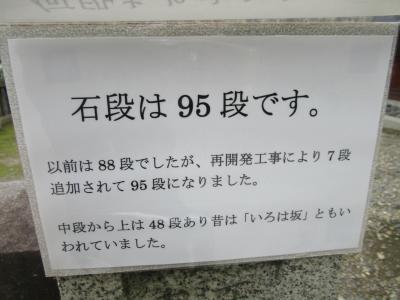 石段は95段です。
以前は88段でしたが、再開発工事により7段
追加されて95段になりました。
中段から上は48段あり昔は「いろは坂」ともい
われていました。